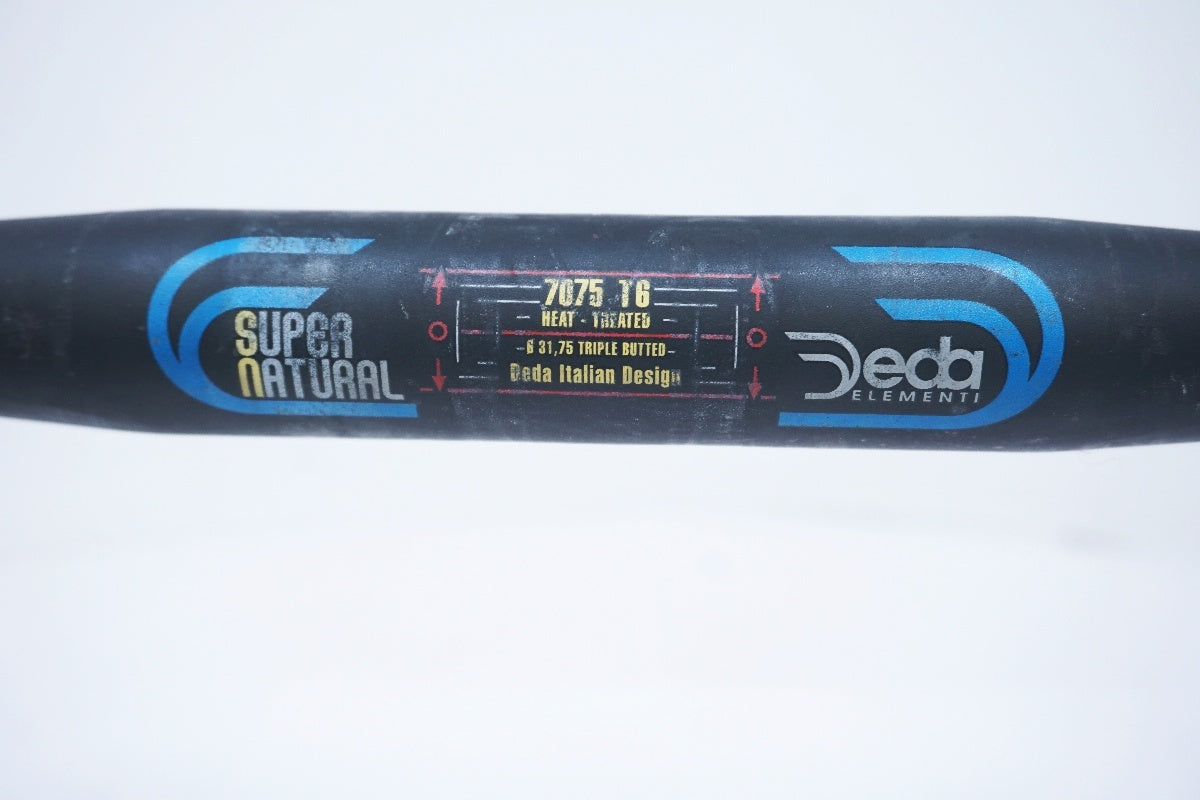 SUPER
NATURAL
7075 T6
HEAT - TREATED
Ø 31,75 TRIPLE BUTTED
Deda Italian Design
Deda
ELEMENTI